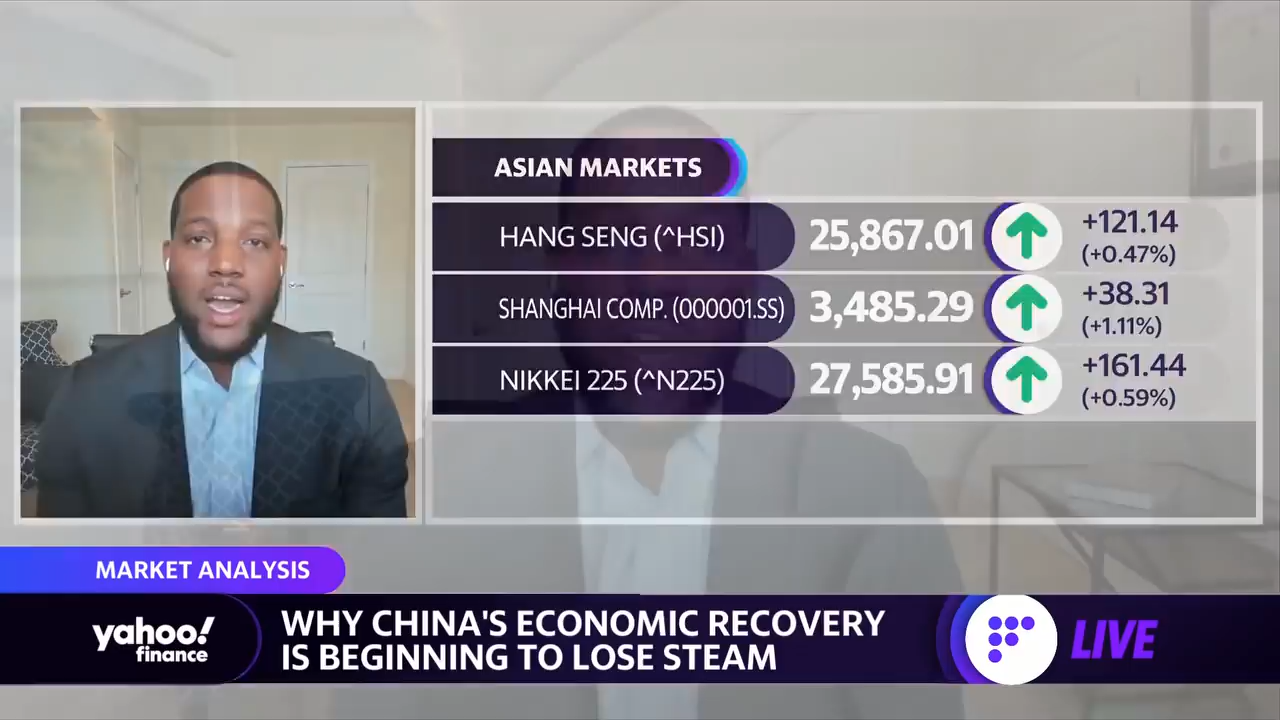 ASIAN MARKETS
HANG SENG (^HSI) 25,867.01 +121.14 (+0.47%)
SHANGHAI COMP. (000001.SS) 3,485.29 +38.31 (+1.11%)
NIKKEI 225 (^N225) 27,585.91 +161.44 (+0.59%)
MARKET ANALYSIS
yahoo! finance
WHY CHINA'S ECONOMIC RECOVERY
IS BEGINNING TO LOSE STEAM
LIVE